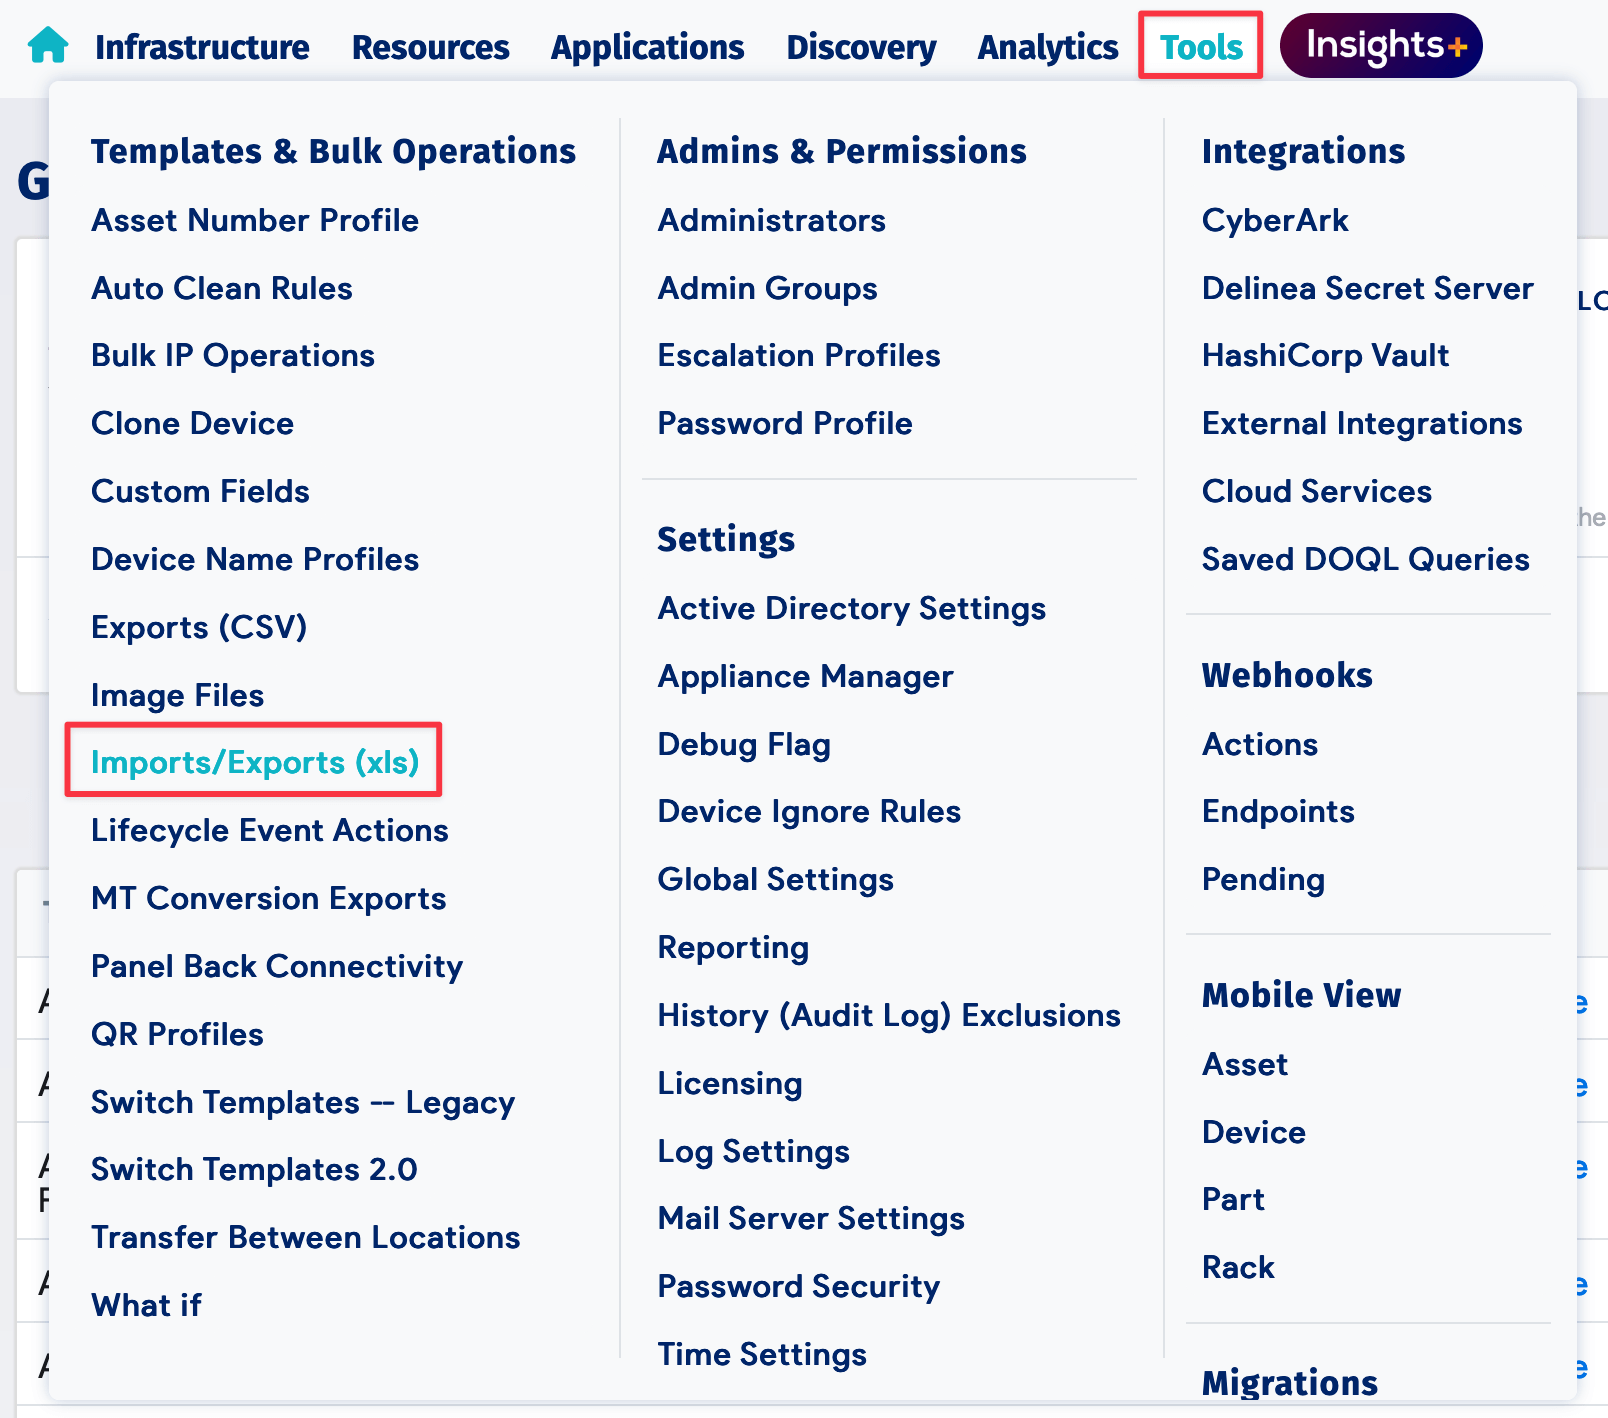 Infrastructure Resources Applications Discovery Analytics Tools Insights+
Templates & Bulk Operations
Asset Number Profile
Auto Clean Rules
Bulk IP Operations
Clone Device
Custom Fields
Device Name Profiles
Exports (CSV)
Image Files
Imports/Exports (xls)
Lifecycle Event Actions
MT Conversion Exports
Panel Back Connectivity
QR Profiles
Switch Templates -- Legacy
Switch Templates 2.0
Transfer Between Locations
What if
Admins & Permissions
Administrators
Admin Groups
Escalation Profiles
Password Profile
Settings
Active Directory Settings
Appliance Manager
Debug Flag
Device Ignore Rules
Global Settings
Reporting
History (Audit Log) Exclusions
Licensing
Log Settings
Mail Server Settings
Password Security
Time Settings
Integrations
CyberArk
Delinea Secret Server
HashiCorp Vault
External Integrations
Cloud Services
Saved DOQL Queries
Webhooks
Actions
Endpoints
Pending
Mobile View
Asset
Device
Part
Rack
Migrations